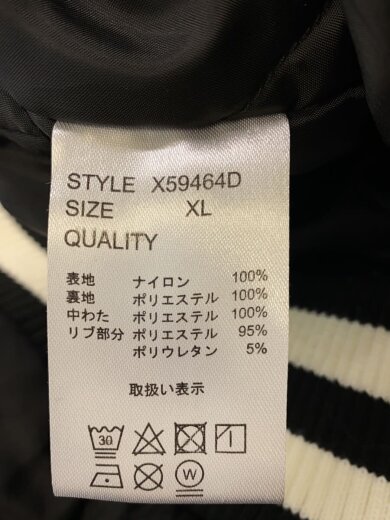 STYLE X59464D
SIZE XL
QUALITY
表地 ナイロン 100%
裏地 ポリエステル 100%
中わた ポリエステル 100%
リブ部分 ポリエステル 95%
ポリウレタン 5%
取扱い表示
30
W